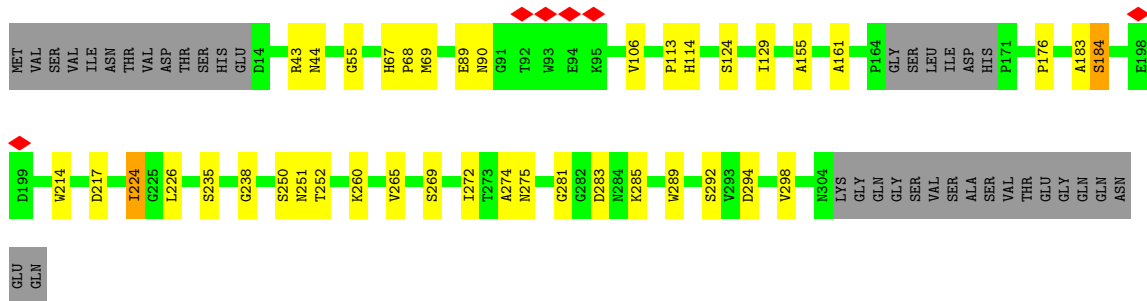 MET VAL SER VAL ILE ASN THR VAL ASP THR SER HIS GLU D14 R43 N44 G55 H67 P68 M69 E89 N90 G91 T92 W93 E94 K95 V106 P113 H114 S124 I129 A155 A161 P164 GLY SER LEU ILE ASP HIS P171 P176 A183 S184 E198
D199 W214 D217 I224 G225 L226 S235 G238 S250 N251 T252 K260 V265 S269 I272 T273 A274 N275 G281 G282 D283 N284 K285 W289 S292 V293 D294 V298 N304 LYS GLY GLN GLY SER VAL SER ALA SER VAL THR GLU GLY GLN GLN ASN
GLU GLN